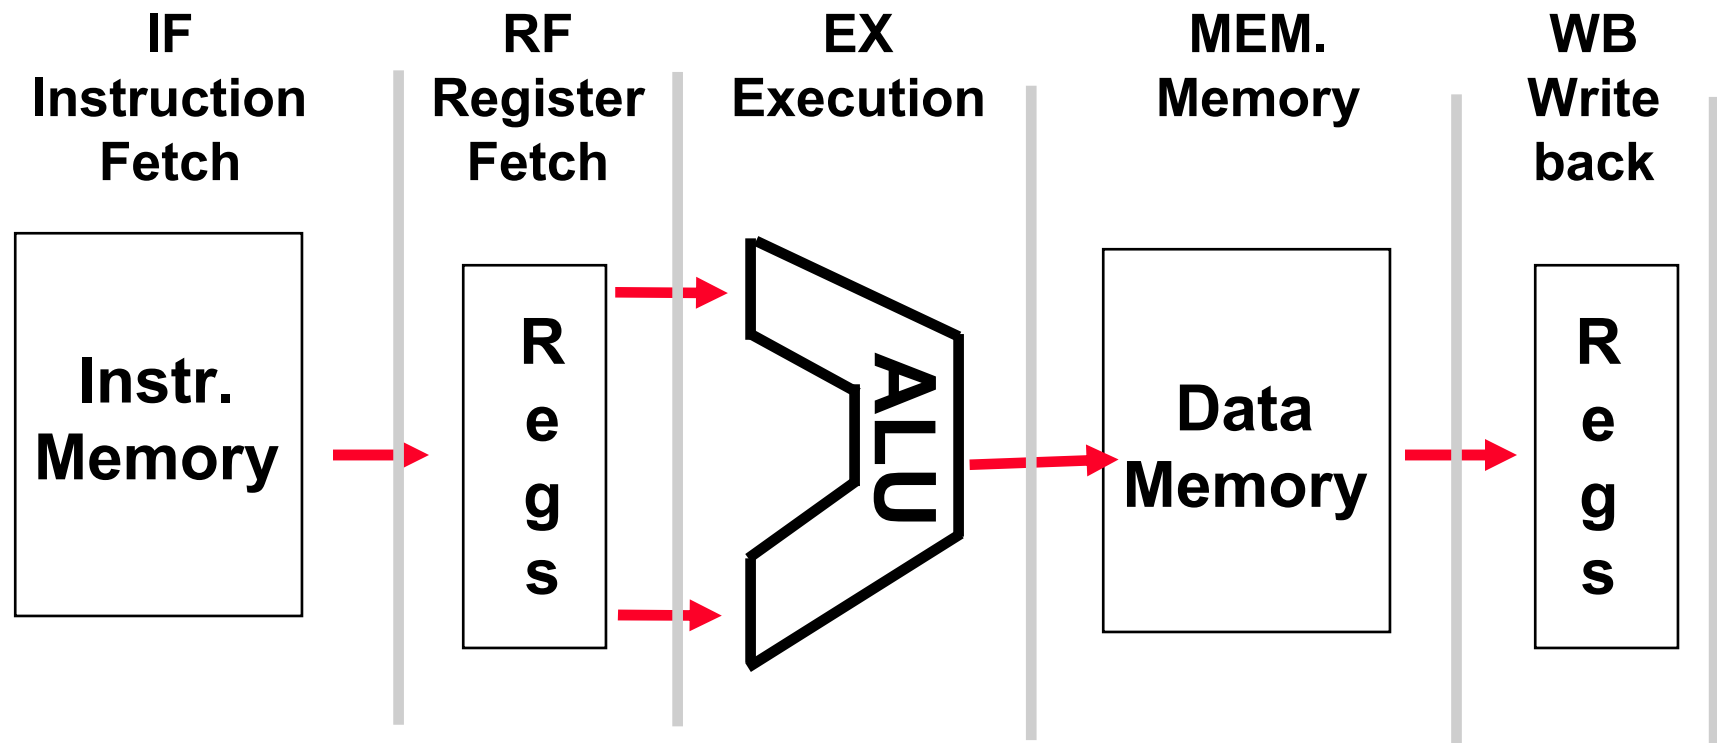 IF
Instruction
Fetch
RF
Register
Fetch
EX
Execution
MEM.
Memory
WB
Write
back
Instr.
Memory
R
e
g
s
ALU
Data
Memory
R
e
g
s